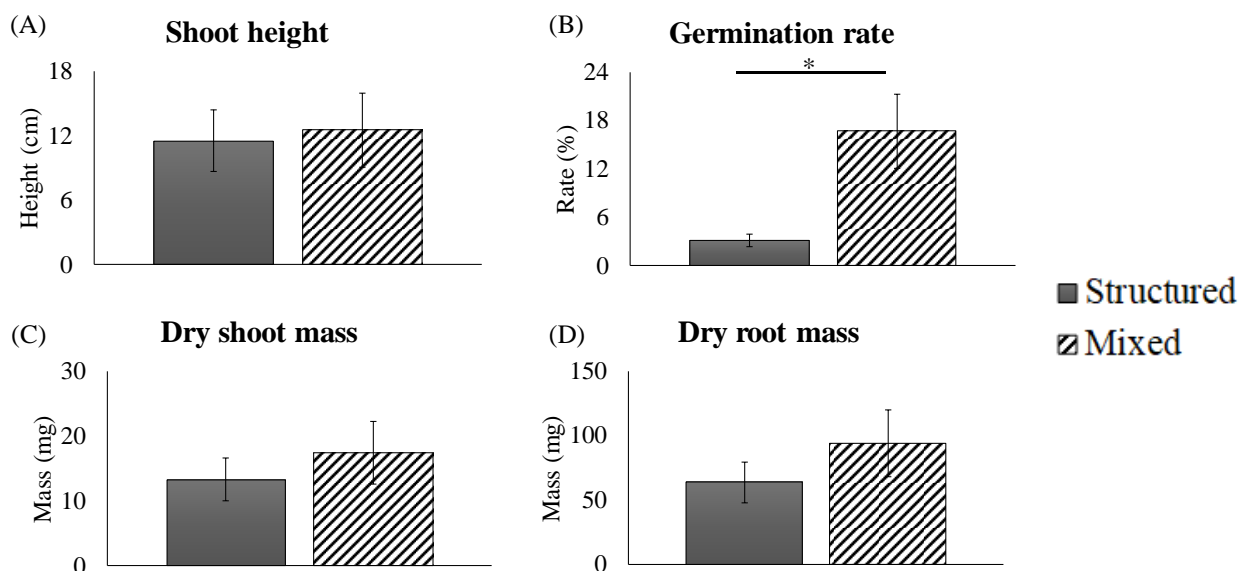 (A)
Shoot height
18
12
6
0
Height (cm)
(B)
Germination rate
*
24
18
12
6
0
Rate (%)
(C)
Dry shoot mass
30
20
10
0
Mass (mg)
(D)
Dry root mass
150
100
50
0
Mass (mg)
Structured
Mixed